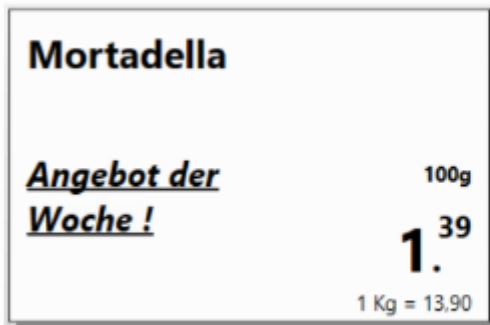 Mortadella
Angebot der
Woche !
100g
1.39
1 Kg = 13,90